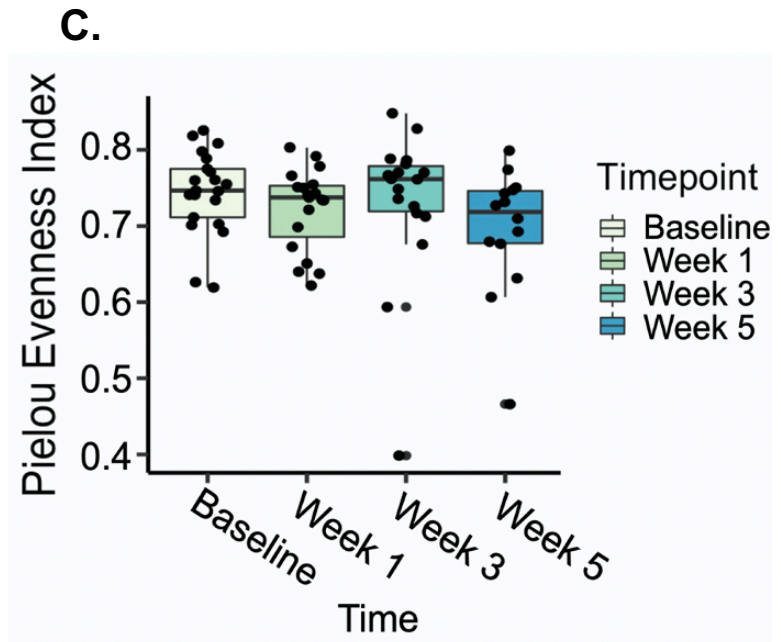 C.
Pielou Evenness Index
0.8
0.7
0.6
0.5
0.4
Baseline
Week 1
Week 3
Week 5
Time
Timepoint
Baseline
Week 1
Week 3
Week 5